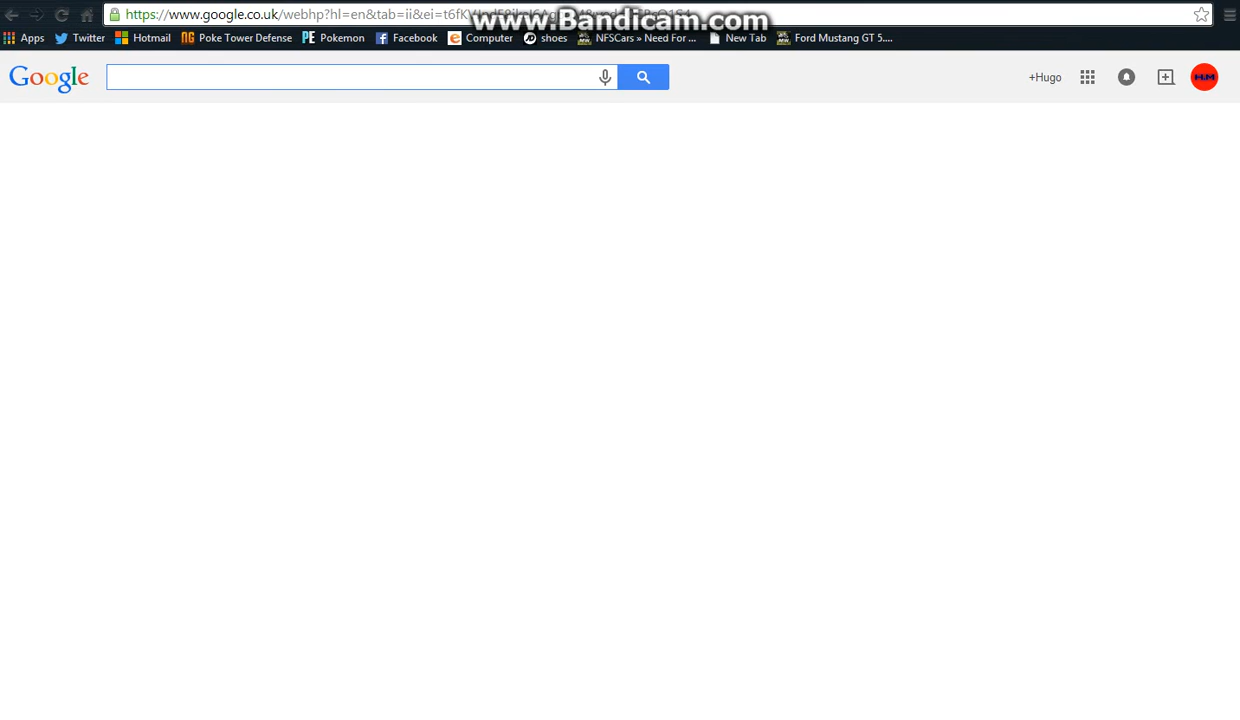 https://www.google.co.uk/webhp?hl=en&tab=ii&ei=t6fK
www.Bandicam.com
Apps Twitter Hotmail Poke Tower Defense Pokemon Facebook Computer shoes NFSCars » Need For ... New Tab Ford Mustang GT 5....
Google
+Hugo